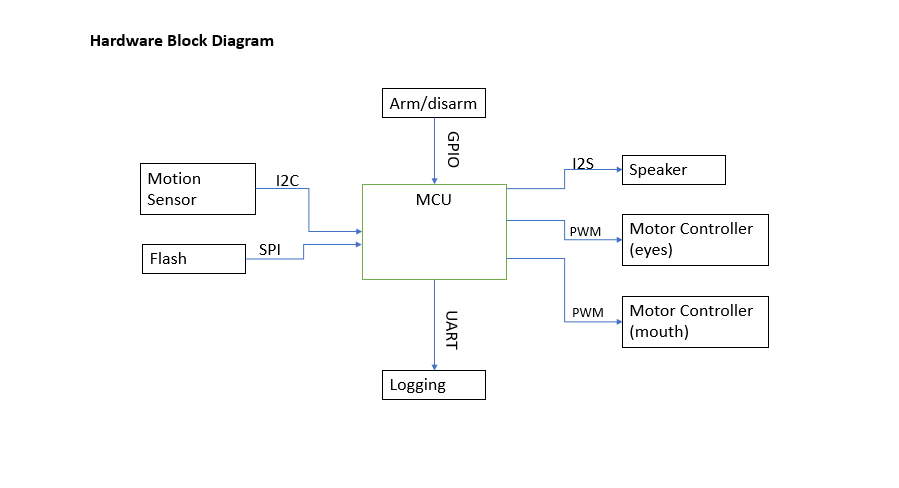 Hardware Block Diagram
Arm/disarm
GPIO
I2S
Speaker
Motion
Sensor
I2C
MCU
PWM
Motor Controller
(eyes)
Flash
SPI
PWM
Motor Controller
(mouth)
UART
Logging